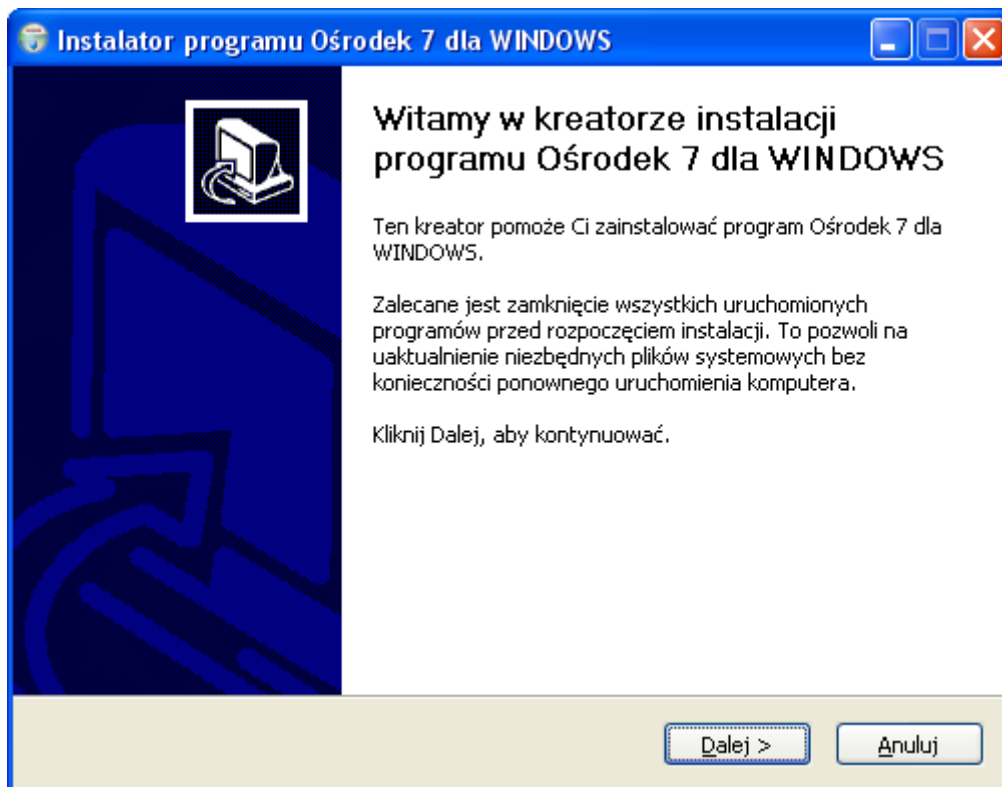 Instalator programu Ośrodek 7 dla WINDOWS
Witamy w kreatorze instalacji
programu Ośrodek 7 dla WINDOWS
Ten kreator pomoże Ci zainstalować program Ośrodek 7 dla
WINDOWS.
Zalecane jest zamknięcie wszystkich uruchomionych
programów przed rozpoczęciem instalacji. To pozwoli na
uaktualnienie niezbędnych plików systemowych bez
konieczności ponownego uruchomienia komputera.
Kliknij Dalej, aby kontynuować.
Dalej >
Anuluj